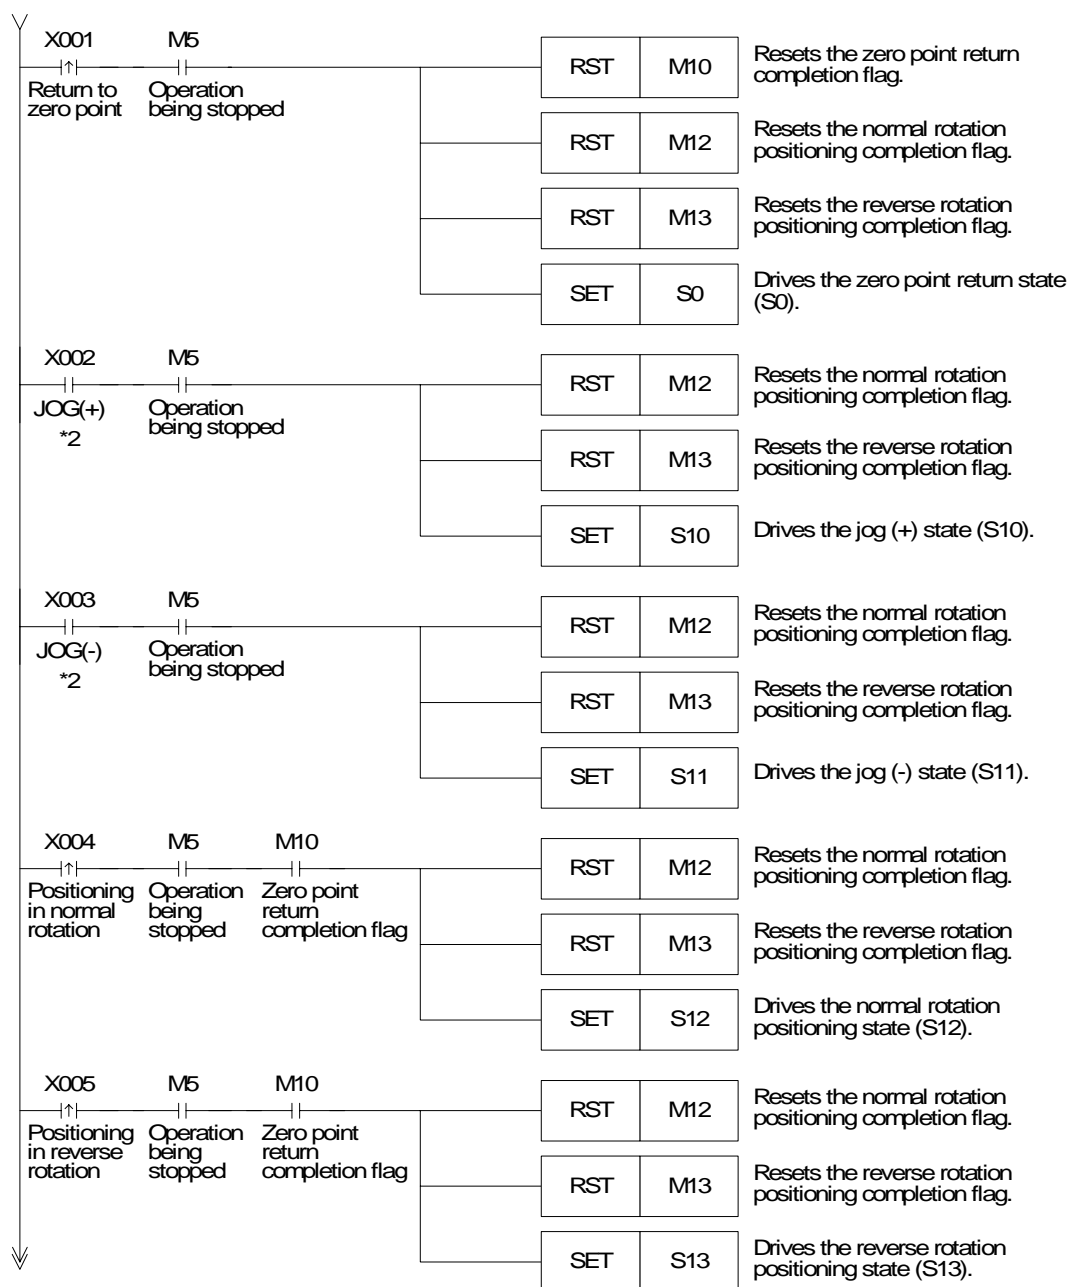 X001 M5
Return to zero point
Operation being stopped
RST M10
Resets the zero point return
completion flag.
RST M12
Resets the normal rotation
positioning completion flag.
RST M13
Resets the reverse rotation
positioning completion flag.
SET S0
Drives the zero point return state
(S0).
X002 M5
JOG(+)
*2
Operation
being stopped
RST M12
Resets the normal rotation
positioning completion flag.
RST M13
Resets the reverse rotation
positioning completion flag.
SET S10
Drives the jog (+) state (S10).
X003 M5
JOG(-)
*2
Operation
being stopped
RST M12
Resets the normal rotation
positioning completion flag.
RST M13
Resets the reverse rotation
positioning completion flag.
SET S11
Drives the jog (-) state (S11).
X004 M5 M10
Positioning
in normal
rotation
Operation
being
stopped
Zero point
return
completion flag
RST M12
Resets the normal rotation
positioning completion flag.
RST M13
Resets the reverse rotation
positioning completion flag.
SET S12
Drives the normal rotation
positioning state (S12).
X005 M5 M10
Positioning
in reverse
rotation
Operation
being
stopped
Zero point
return
completion flag
RST M12
Resets the normal rotation
positioning completion flag.
RST M13
Resets the reverse rotation
positioning completion flag.
SET S13
Drives the reverse rotation
positioning state (S13).